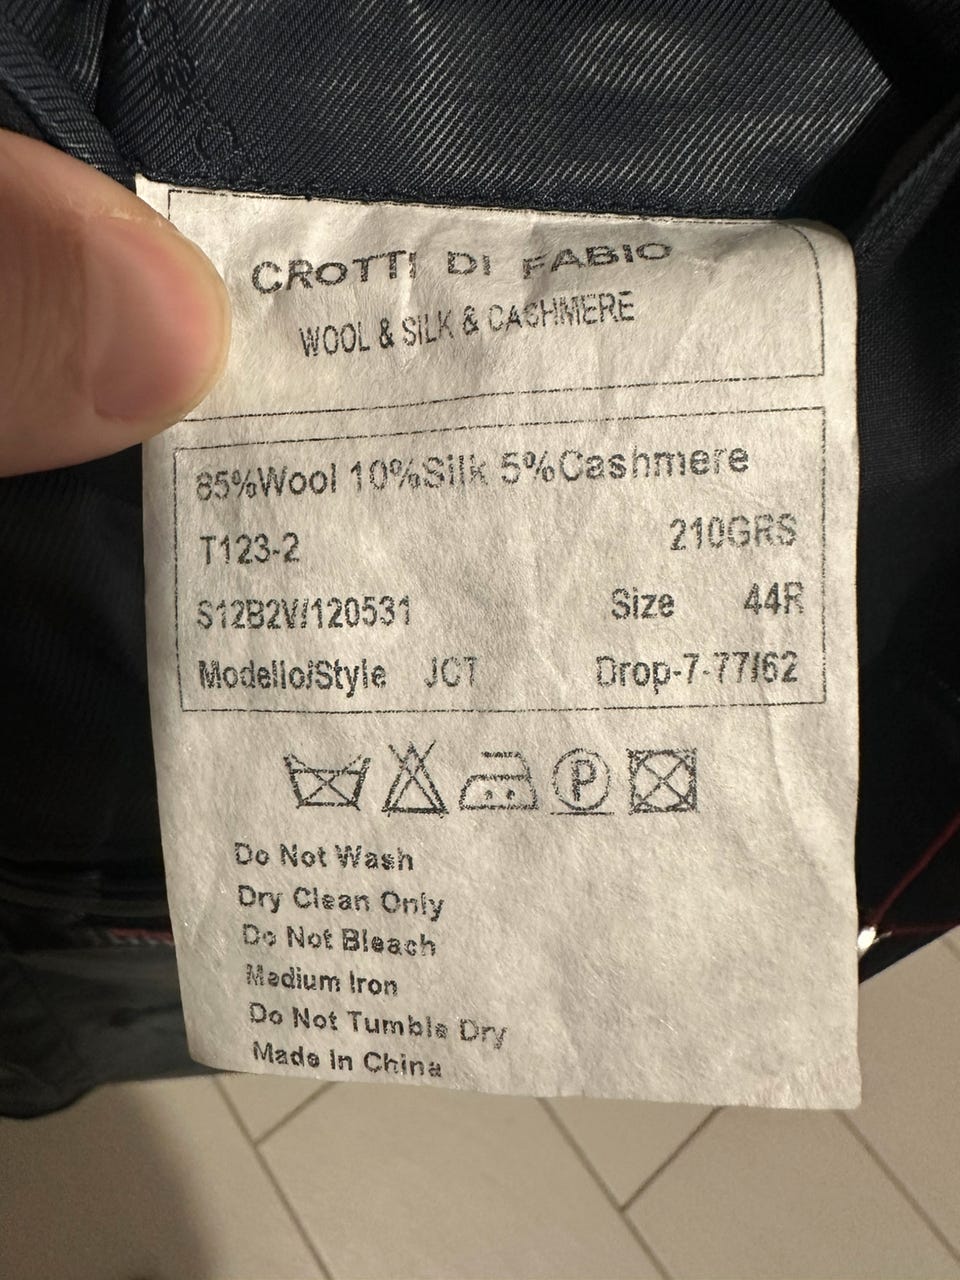 CROTTI DI FABIO
WOOL & SILK & CASHMERE
85%Wool 10%Silk 5%Cashmere
T123-2 210GRS
S12B2V/120531 Size 44R
Modello/Style JCT Drop-7-77/62
P
Do Not Wash
Dry Clean Only
Do Not Bleach
Medium Iron
Do Not Tumble Dry
Made In China